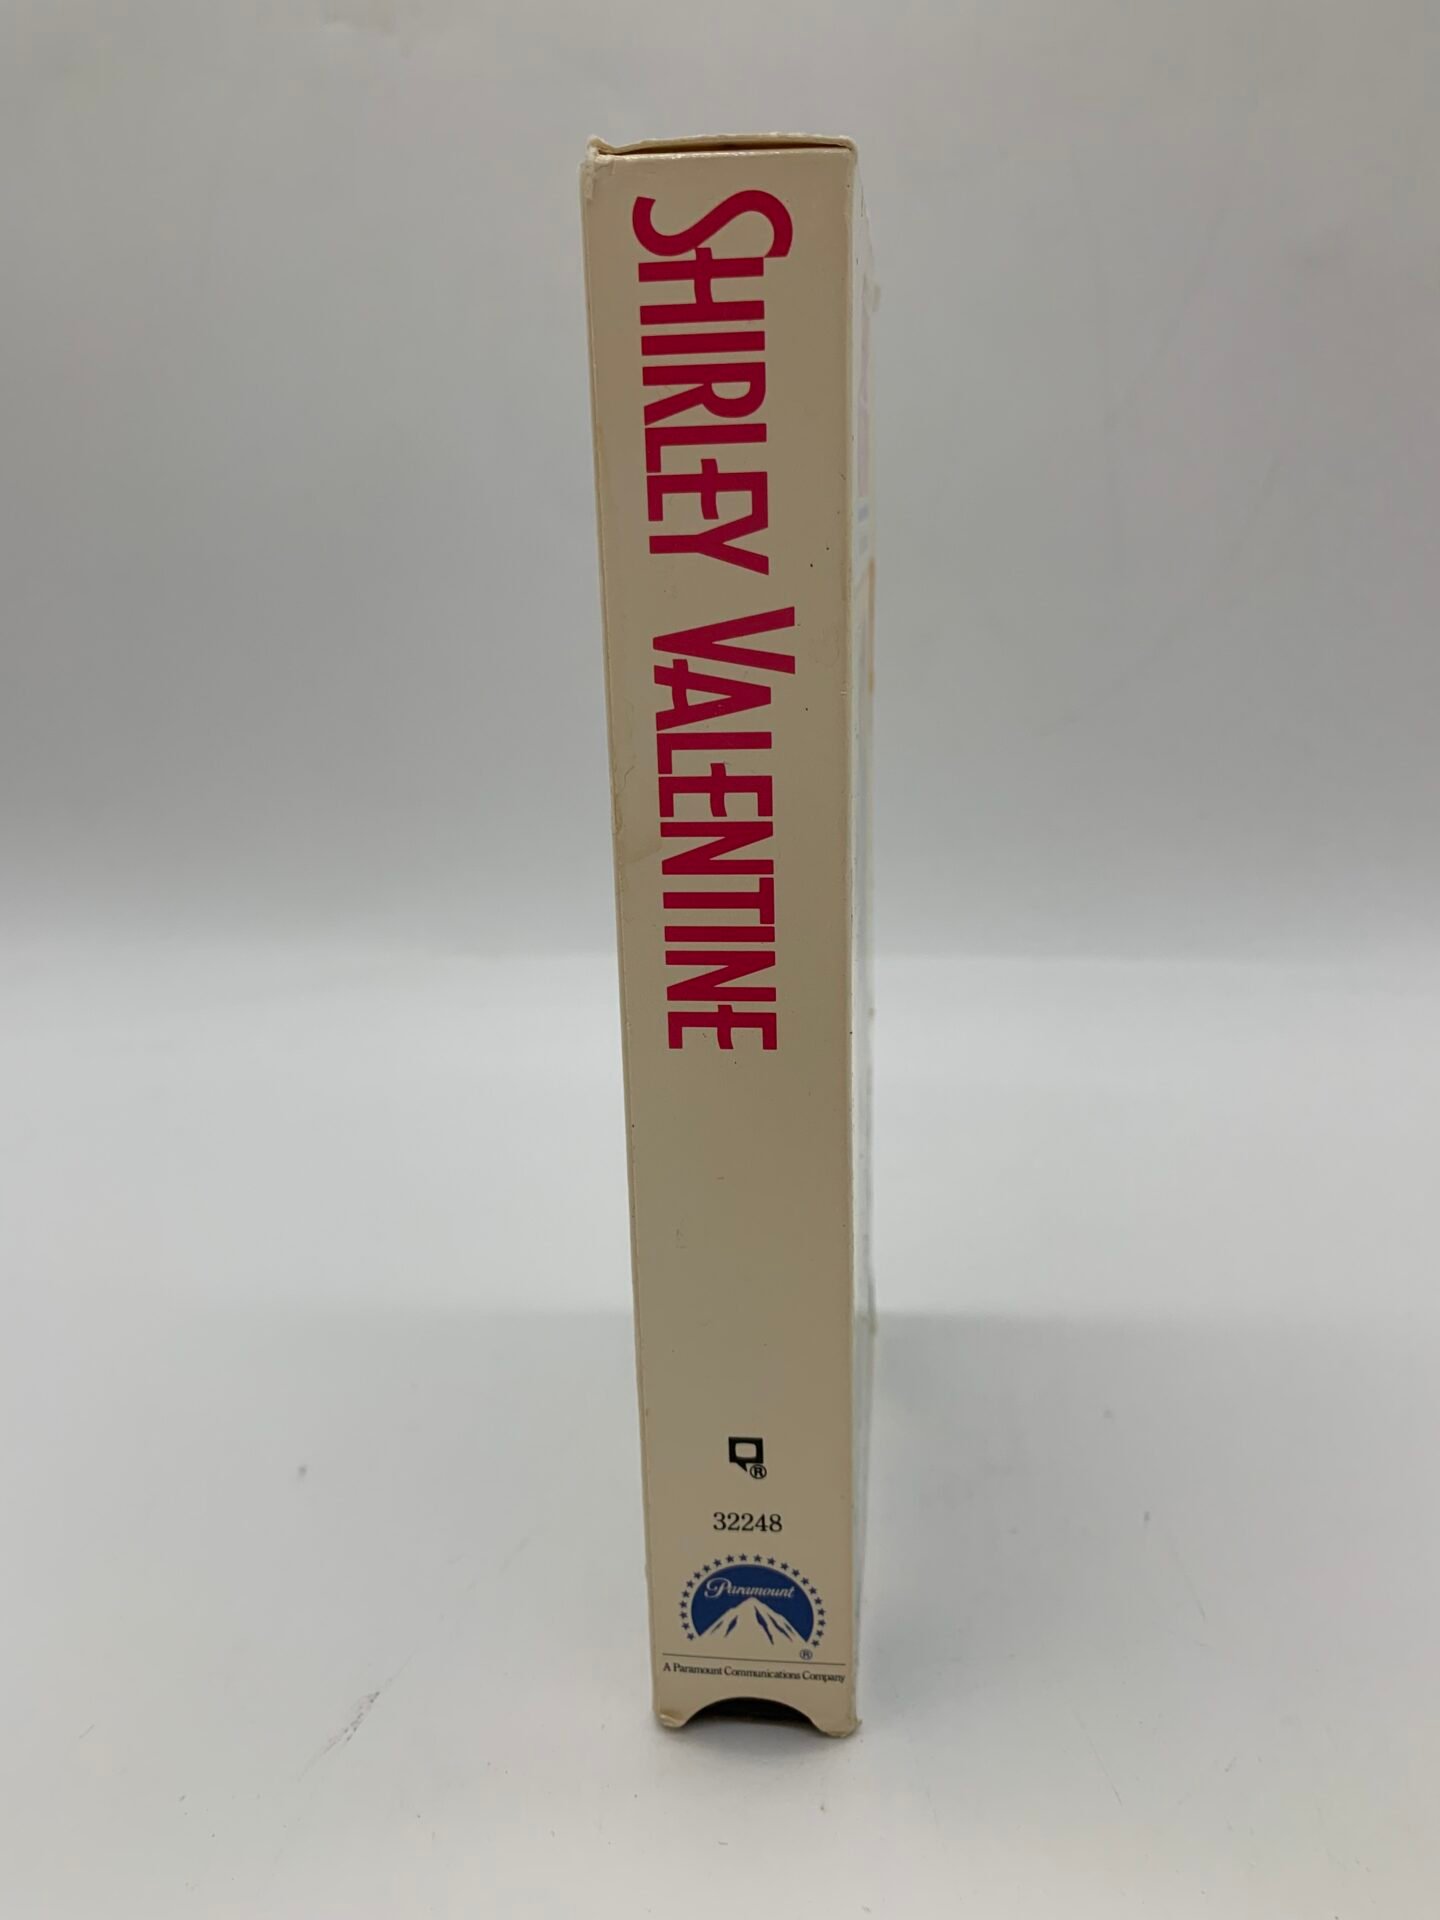 SHIRLEY VALENTINE
®
32248
Paramount
®
A Paramount Communications Company